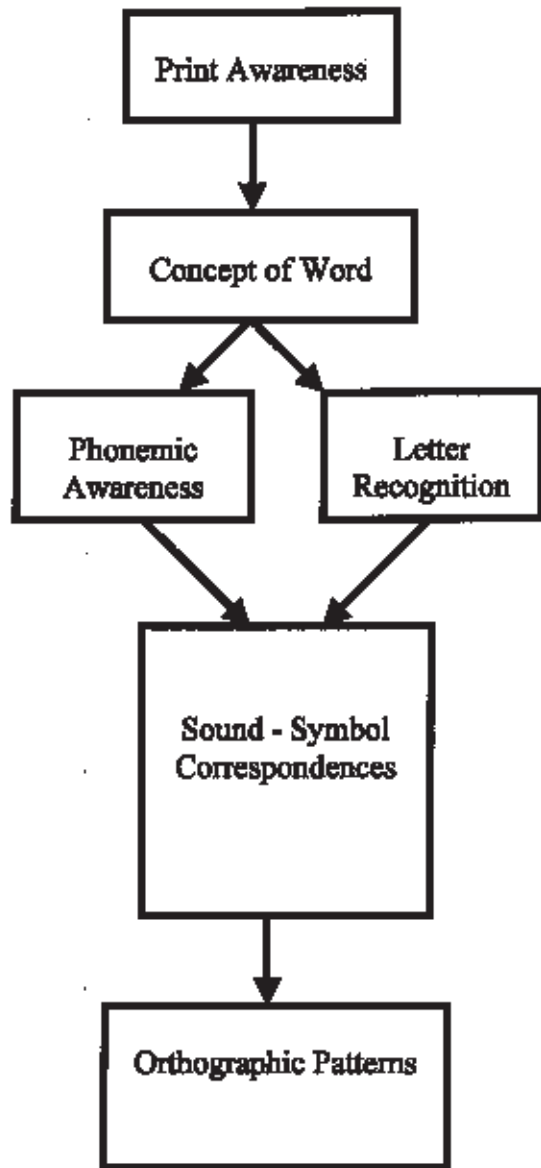 Print Awareness
Concept of Word
Phonemic
Awareness
Letter
Recognition
Sound - Symbol
Correspondences
Orthographic Patterns